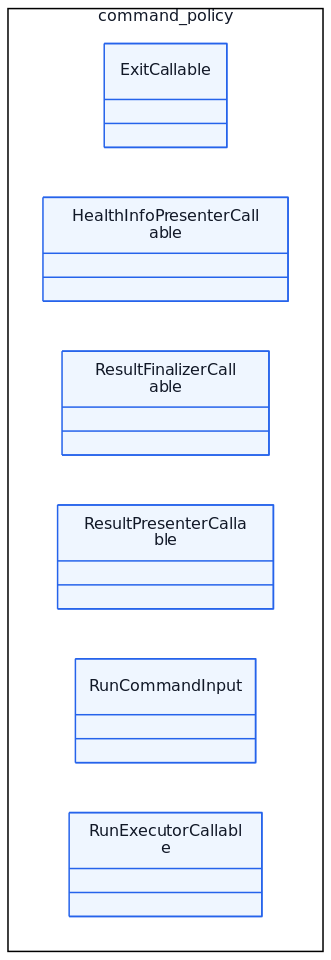 command_policy
ExitCallable
HealthInfoPresenterCall
able
ResultFinalizerCall
able
ResultPresenterCalla
ble
RunCommandInput
RunExecutorCallabl
e